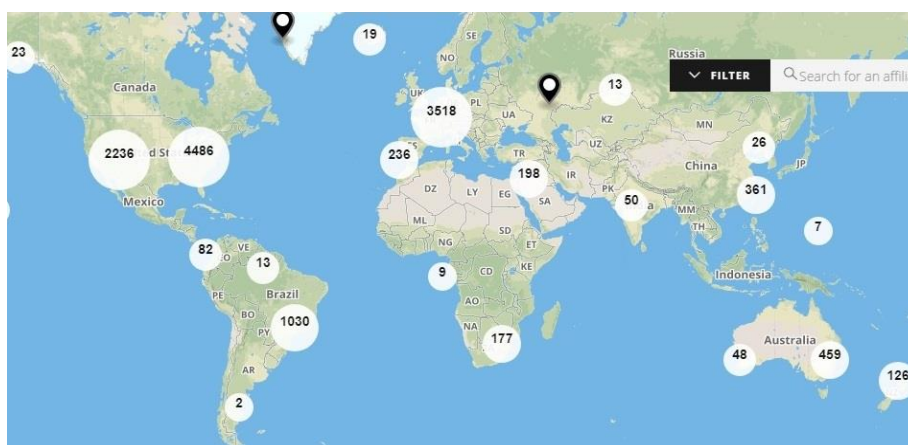 SE
19
Russia
23
NO
FILTER
Search for an affili
Canada
UK
PL
13
3518
UA
KZ
MN
2236
d Stat
4486
ES
236
TR
UZ
26
JP
China
198
IR
PK
361
Mexico
DZ
LY
EG
SA
50
a
MM
ML
TH
SD
7
82
VE
O
NG
ET
13
9
CD
KE
Indonesia
PE
Brazil
BO
AO
1030
PY
NA
177
Australia
48
459
AR
126
2